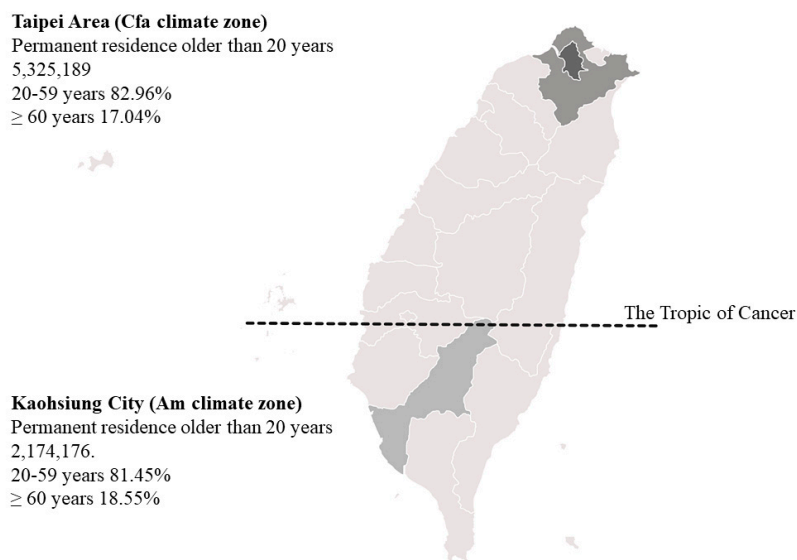 Taipei Area (Cfa climate zone)
Permanent residence older than 20 years
5,325,189
20-59 years 82.96%
≥ 60 years 17.04%
The Tropic of Cancer
Kaohsiung City (Am climate zone)
Permanent residence older than 20 years
2,174,176.
20-59 years 81.45%
≥ 60 years 18.55%